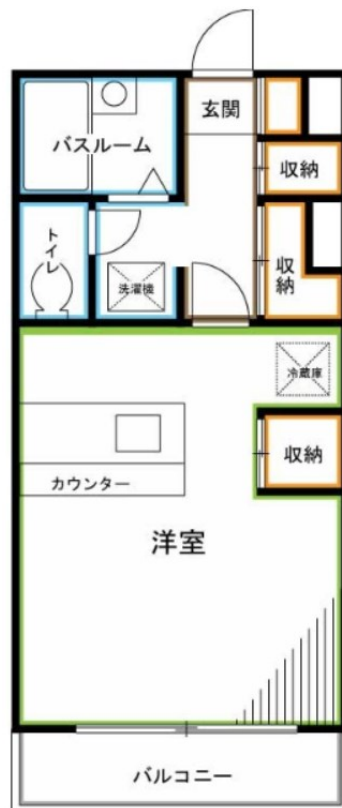 玄関
バスルーム
収納
トイレ
洗濯機
収納
冷蔵庫
収納
カウンター
洋室
バルコニー